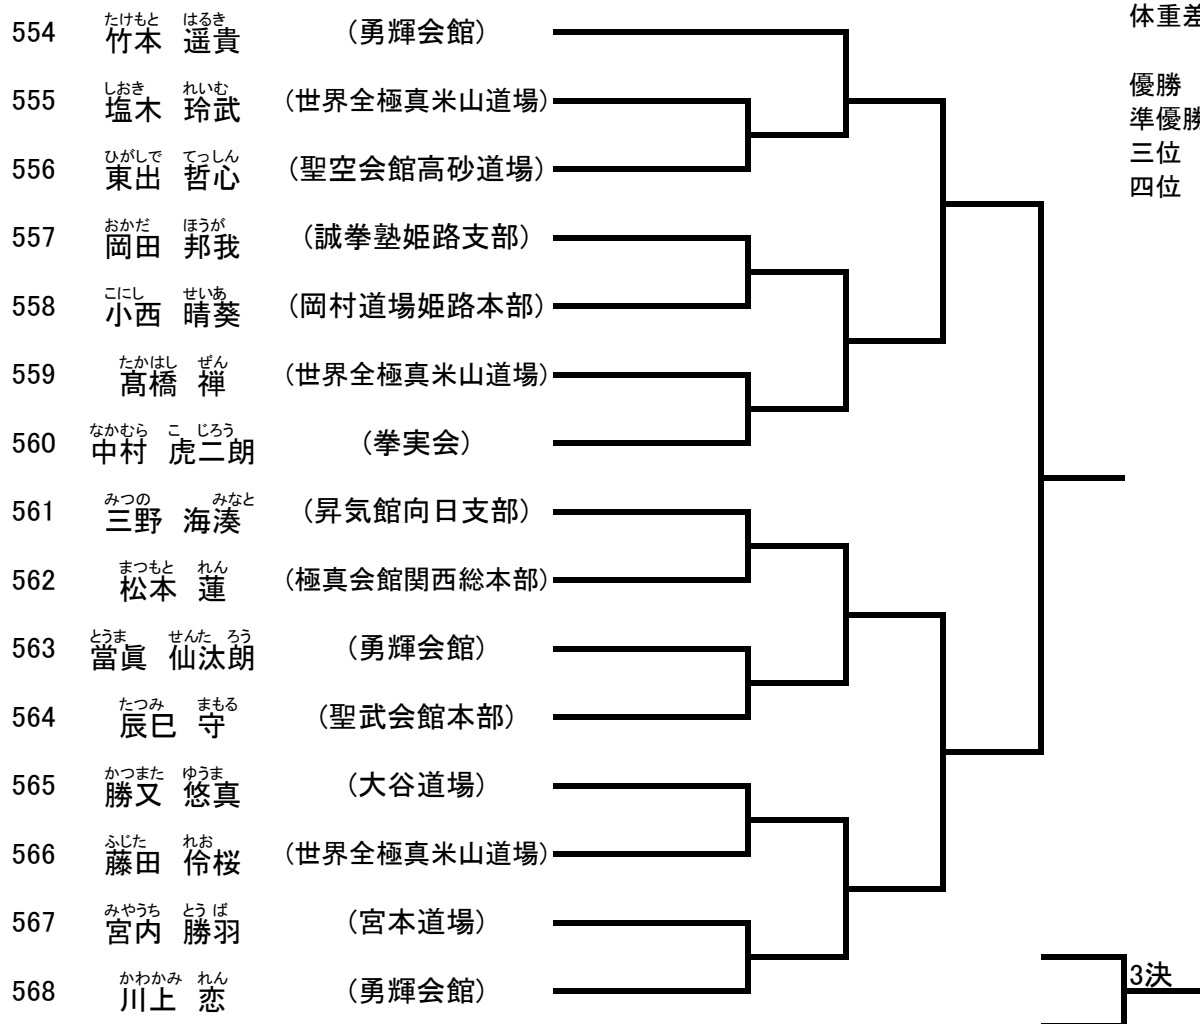 たけもと はるき
554 竹本 遥貴 （勇輝会館）
しおき れいむ
555 塩木 玲武 （世界全極真米山道場）
ひがしで てっしん
556 東出 哲心 （聖空会館高砂道場）
おかだ ほうが
557 岡田 邦我 （誠拳塾姫路支部）
こにし せいあ
558 小西 晴葵 （岡村道場姫路本部）
たかはし ぜん
559 髙橋 禅 （世界全極真米山道場）
なかむら こ じろう
560 中村 虎二朗 （拳実会）
みつの みなと
561 三野 海湊 （昇気館向日支部）
まつもと れん
562 松本 蓮 （極真会館関西総本部）
とうま せんた ろう
563 當眞 仙汰朗 （勇輝会館）
たつみ まもる
564 辰巳 守 （聖武会館本部）
かつまた ゆうま
565 勝又 悠真 （大谷道場）
ふじた れお
566 藤田 伶桜 （世界全極真米山道場）
みやうち とう ば
567 宮内 勝羽 （宮本道場）
かわかみ れん
568 川上 恋 （勇輝会館）
体重差
優勝
準優勝
三位
四位
3決